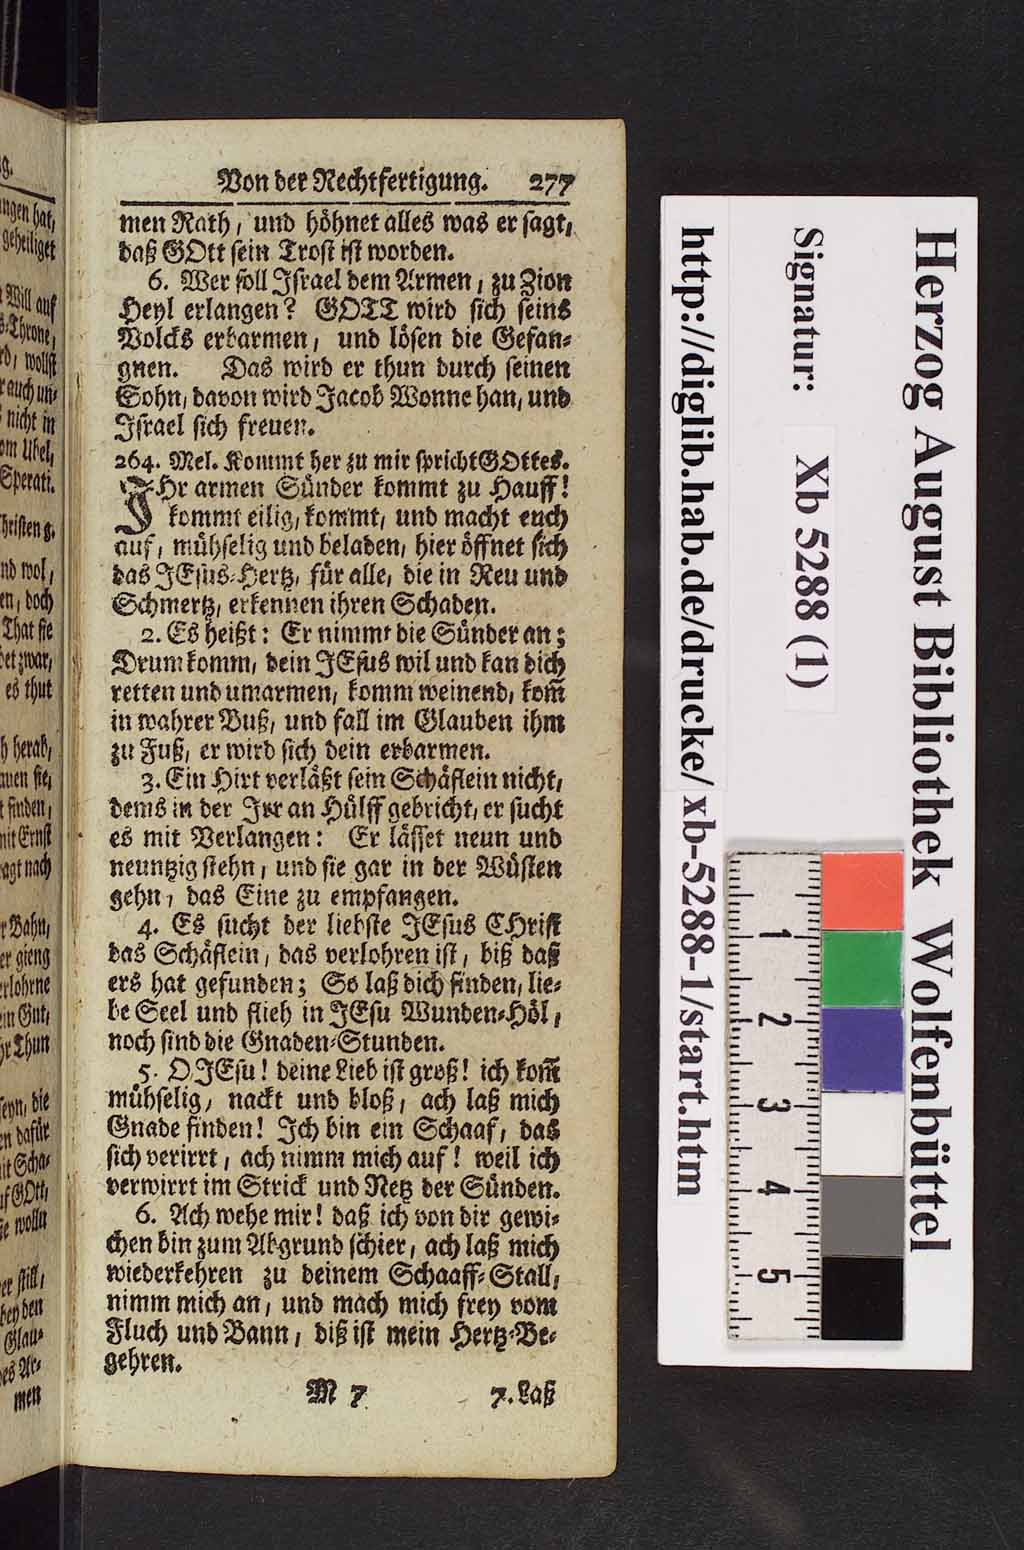 Von der Rechtfertigung. 277
men Rath, und höhnet alles was er sagt,
daß GOtt sein Trost ist worden.
6. Wer soll Israel dem Armen, zu Zion
Heyl erlangen? GOTT wird sich seins
Volcks erbarmen, und lösen die Gefan-
gnen. Das wird er thun durch seinen
Sohn, davon wird Jacob Wonne han, und
Israel sich freuen.
264. Mel. Kommt her zu mir spricht GOttes.
IHr armen Sünder kommt zu Hauff!
kommt eilig, kommt, und macht euch
auf, mühselig und beladen, hier öffnet sich
das JEsus-Hertz, für alle, die in Reu und
Schmertz, erkennen ihren Schaden.
2. Es heißt: Er nimmt die Sünder an;
Drum komm, dein JEsus wil und kan dich
retten und umarmen, komm weinend, kom̅
in wahrer Buß, und fall im Glauben ihm
zu Fuß, er wird sich dein erbarmen.
3. Ein Hirt verläßt sein Schäflein nicht,
dems in der Irr an Hülff gebricht, er sucht
es mit Verlangen: Er lässet neun und
neuntzig stehn, und sie gar in der Wüsten
gehn, das Eine zu empfangen.
4. Es sucht der liebste JEsus CHrist
das Schäflein, das verlohren ist, biß daß
ers hat gefunden; So laß dich finden, lie-
be Seel und flieh in JEsu Wunden-Höl,
noch sind die Gnaden-Stunden.
5. O JEsu! deine Lieb ist groß! ich kom̅
mühselig, nackt und bloß, ach laß mich
Gnade finden! Ich bin ein Schaaf, das
sich verirrt, ach nimm mich auf! weil ich
verwirrt im Strick und Netz der Sünden.
6. Ach wehe mir! daß ich von dir gewi-
chen bin zum Abgrund schier, ach laß mich
wiederkehren zu deinem Schaaff-Stall,
nimm mich an, und mach mich frey vom
Fluch und Bann, diß ist mein Hertz-Be-
gehren.
M 7 7. Laß
Herzog August Bibliothek Wolfenbüttel
Signatur: Xb 5288 (1)
http://diglib.hab.de/drucke/xb-5288-1/start.htm
1
2
3
4
5